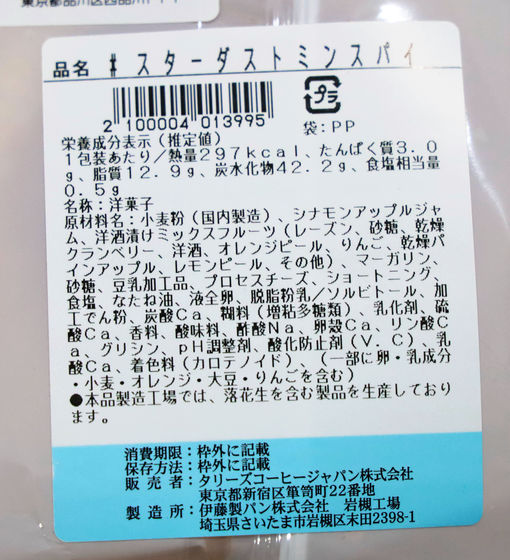 東京都品川区西品川1-1-1
品名 # スターダストミンスパイ
2 100004 013995
プラ
袋:PP
栄養成分表示(推定値)
1包装あたり/熱量297kcal、たんぱく質3.0
g、脂質12.9g、炭水化物42.2g、食塩相当量
0.5g
名称:洋菓子
原材料名:小麦粉(国内製造)、シナモンアップルジャ
ム、洋酒漬けミックスフルーツ(レーズン、砂糖、乾燥
クランベリー、洋酒、オレンジピール、りんご、乾燥パ
インアップル、レモンピール、その他)、マーガリン、
砂糖、豆乳加工品、プロセスチーズ、ショートニング、
食塩、なたね油、液全卵、脱脂粉乳/ソルビトール、加
工でん粉、炭酸Ca、糊料(増粘多糖類)、乳化剤、硫
酸Ca、香料、酸味料、酢酸Na、卵殻Ca、リン酸C
a、グリシン、pH調整剤、酸化防止剤(V.C)、乳
酸Ca、着色料(カロテノイド)、(一部に卵・乳成分
・小麦・オレンジ・大豆・りんごを含む)
●本品製造工場では、落花生を含む製品を生産しており
ます。
消費期限:枠外に記載
保存方法:枠外に記載
販売者:タリーズコーヒージャパン株式会社
東京都新宿区箪笥町22番地
製造所:伊藤製パン株式会社 岩槻工場
埼玉県さいたま市岩槻区末田2398-1